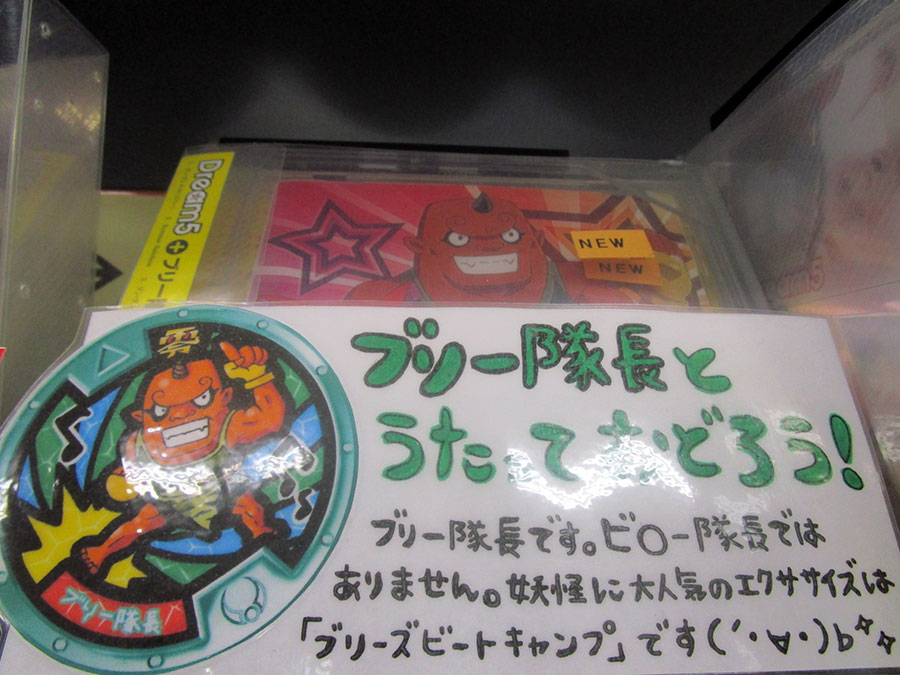 Dream5
ブリー
NEW
NEW
ブリー隊長と
うたっておどろう!
零
ブリー隊長
ブリー隊長です。ビ○ー隊長では
ありません。妖怪に大人気のエクササイズは
「ブリーズビートキャンプ」です(´・∀・)b